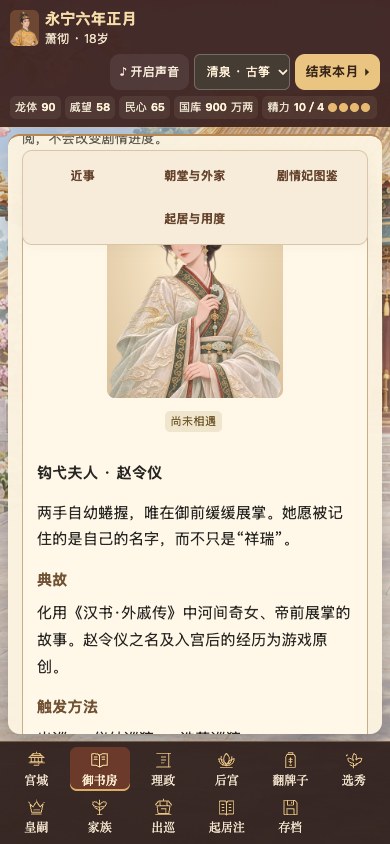 永宁六年正月
萧彻 · 18岁
♪ 开启声音
清泉 · 古筝
结束本月 ▸
龙体 90
威望 58
民心 65
国库 900 万两
精力 10 / 4
阅，不会改变剧情进度。
近事
朝堂与外家
剧情妃图鉴
起居与用度
尚未相遇
钩弋夫人 · 赵令仪
两手自幼蜷握，唯在御前缓缓展掌。她愿被记
住的是自己的名字，而不只是“祥瑞”。
典故
化用《汉书·外戚传》中河间奇女、帝前展掌的
故事。赵令仪之名及入宫后的经历为游戏原
创。
触发方法
宫城
御书房
理政
后宫
翻牌子
选秀
皇嗣
家族
出巡
起居注
存档